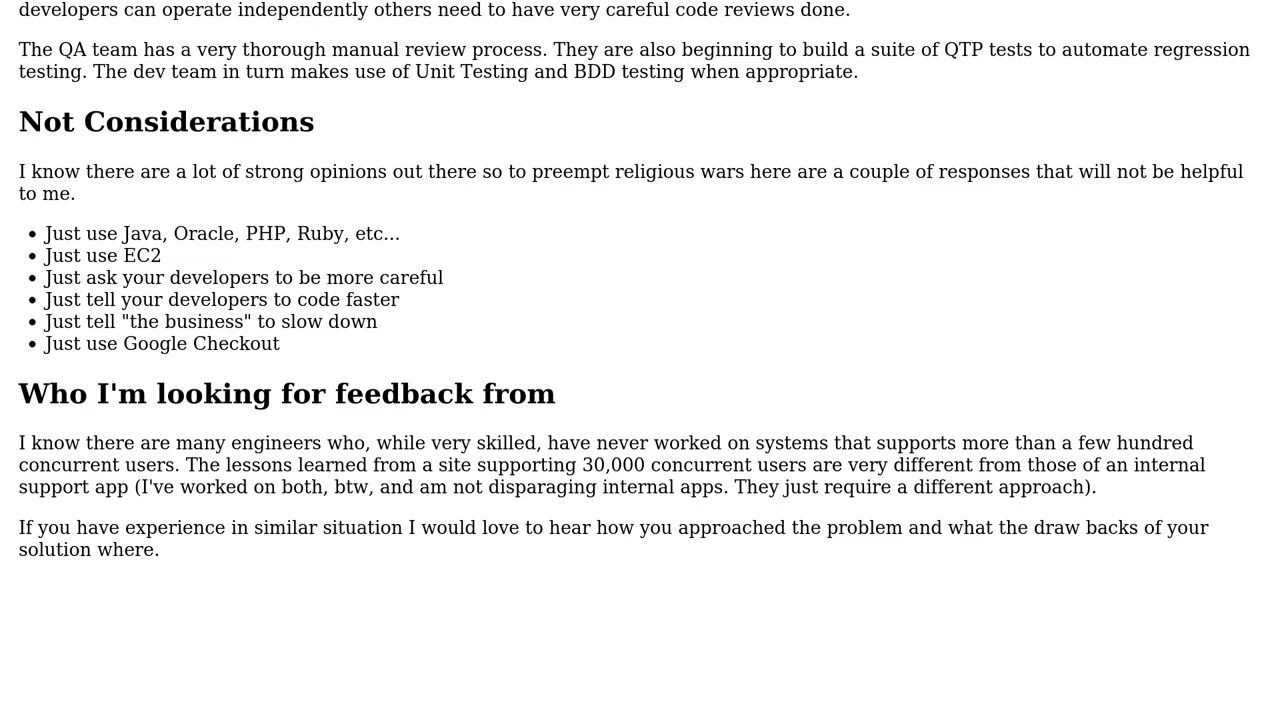 developers can operate independently others need to have very careful code reviews done.
The QA team has a very thorough manual review process. They are also beginning to build a suite of QTP tests to automate regression
testing. The dev team in turn makes use of Unit Testing and BDD testing when appropriate.
Not Considerations
I know there are a lot of strong opinions out there so to preempt religious wars here are a couple of responses that will not be helpful
to me.
• Just use Java, Oracle, PHP, Ruby, etc...
• Just use EC2
• Just ask your developers to be more careful
• Just tell your developers to code faster
• Just tell "the business" to slow down
• Just use Google Checkout
Who I'm looking for feedback from
I know there are many engineers who, while very skilled, have never worked on systems that supports more than a few hundred
concurrent users. The lessons learned from a site supporting 30,000 concurrent users are very different from those of an internal
support app (I've worked on both, btw, and am not disparaging internal apps. They just require a different approach).
If you have experience in similar situation I would love to hear how you approached the problem and what the draw backs of your
solution where.